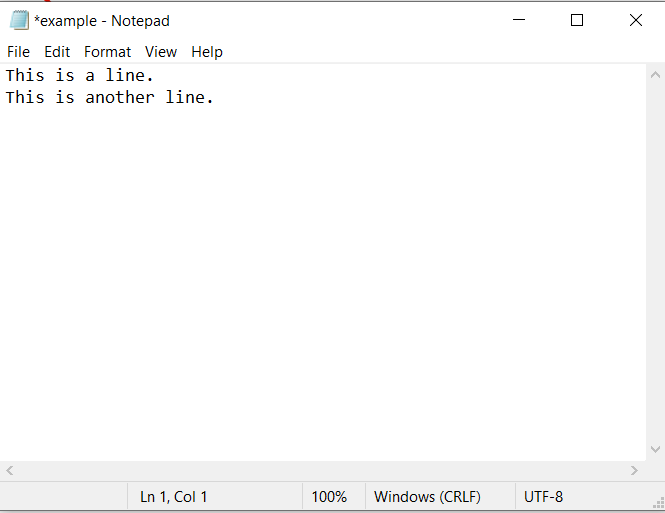 *example - Notepad
File Edit Format View Help
This is a line.
This is another line.
Ln 1, Col 1 100% Windows (CRLF) UTF-8